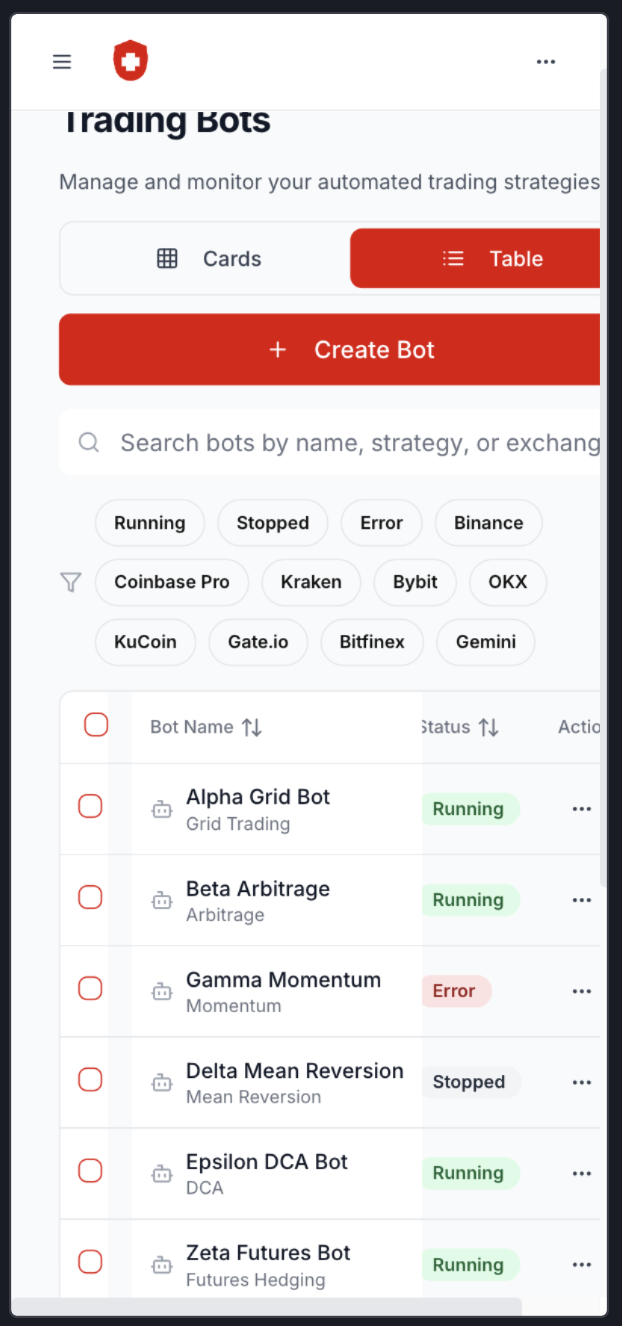 Trading Bots
Manage and monitor your automated trading strategies
Cards
Table
+ Create Bot
Search bots by name, strategy, or exchang
Running Stopped Error Binance
Coinbase Pro Kraken Bybit OKX
KuCoin Gate.io Bitfinex Gemini
Bot Name Status Actio
Alpha Grid Bot
Grid Trading
Running
Beta Arbitrage
Arbitrage
Running
Gamma Momentum
Momentum
Error
Delta Mean Reversion
Mean Reversion
Stopped
Epsilon DCA Bot
DCA
Running
Zeta Futures Bot
Futures Hedging
Running